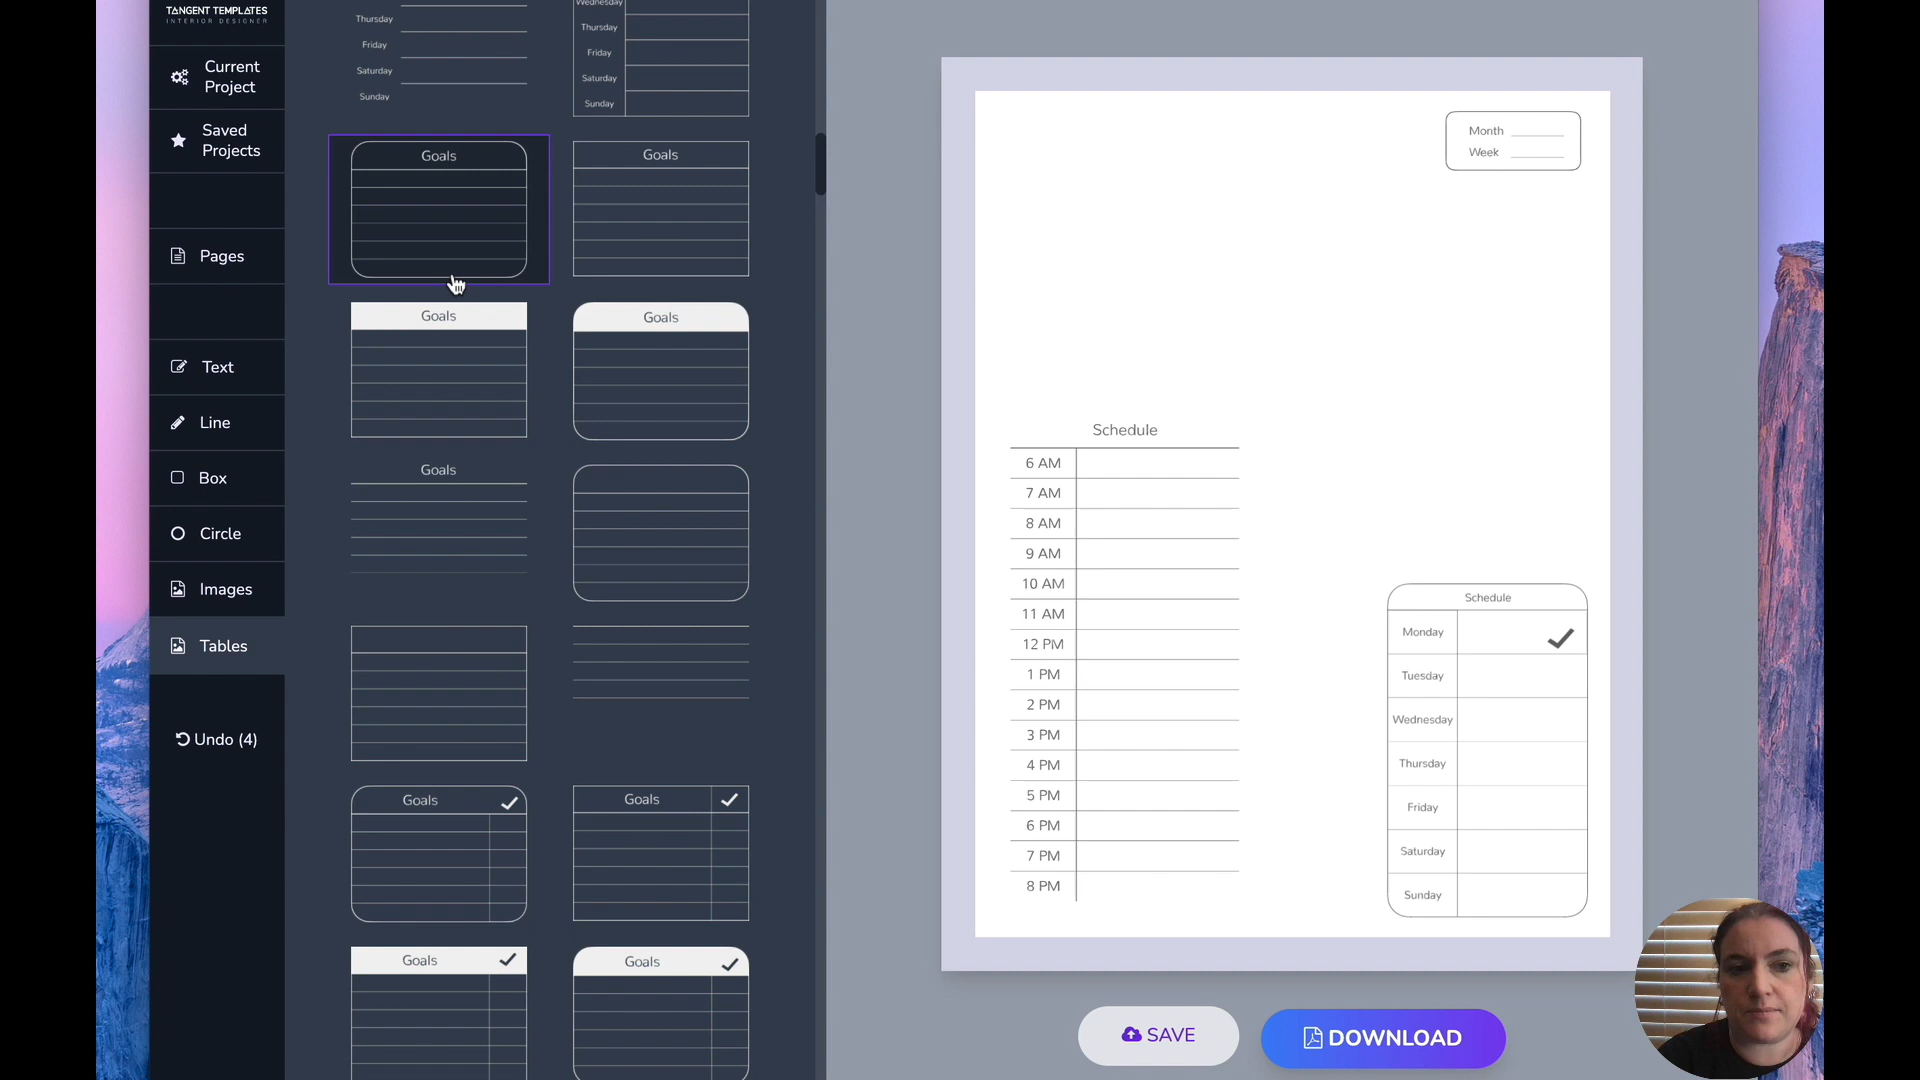 TANGENT TEMPLATES
INTERIOR DESIGNER
Current
Project
Saved
Projects
Pages
Text
Line
Box
Circle
Images
Tables
Undo (4)
Thursday
Friday
Saturday
Sunday
Wednesday
Thursday
Friday
Saturday
Sunday
Goals
Goals
Goals
Goals
Goals
Goals
Goals
Goals
Goals
Month
Week
Schedule
6 AM
7 AM
8 AM
9 AM
10 AM
11 AM
12 PM
1 PM
2 PM
3 PM
4 PM
5 PM
6 PM
7 PM
8 PM
Schedule
Monday
Tuesday
Wednesday
Thursday
Friday
Saturday
Sunday
SAVE
DOWNLOAD